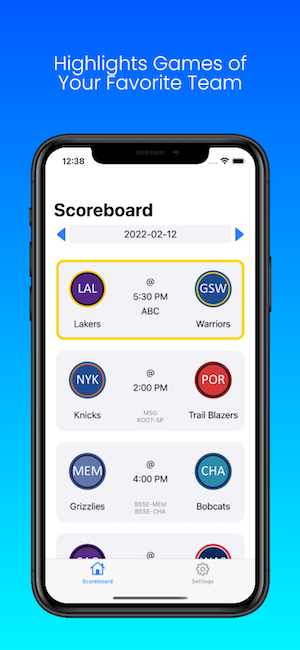 Highlights Games of
Your Favorite Team
12:38
Scoreboard
2022-02-12
LAL
@
GSW
5:30 PM
ABC
Lakers
Warriors
NYK
@
POR
2:00 PM
Knicks
MSG
ROOT-SP
Trail Blazers
MEM
@
CHA
4:00 PM
Grizzlies
BSSE-MEM
BSSE-CHA
Bobcats
@
Scoreboard
Settings